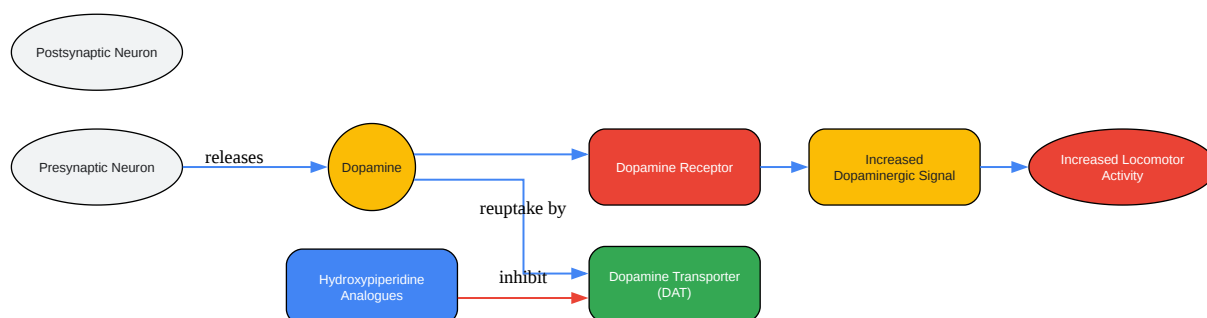 Postsynaptic Neuron
Presynaptic Neuron
releases
Dopamine
Dopamine Receptor
Increased
Dopaminergic Signal
Increased Locomotor
Activity
reuptake by
Hydroxypiperidine
Analogues
inhibit
Dopamine Transporter
(DAT)